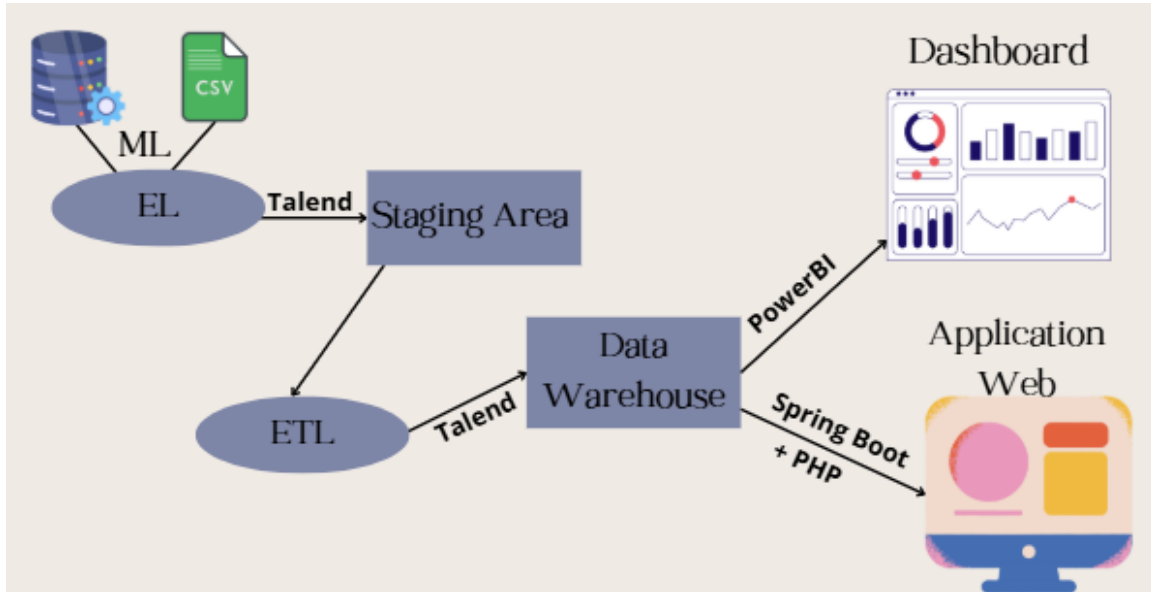 Dashboard
CSV
ML
EL
Talend
Staging Area
PowerBI
Data
Warehouse
Application
Web
ETL
Talend
Spring Boot
+ PHP